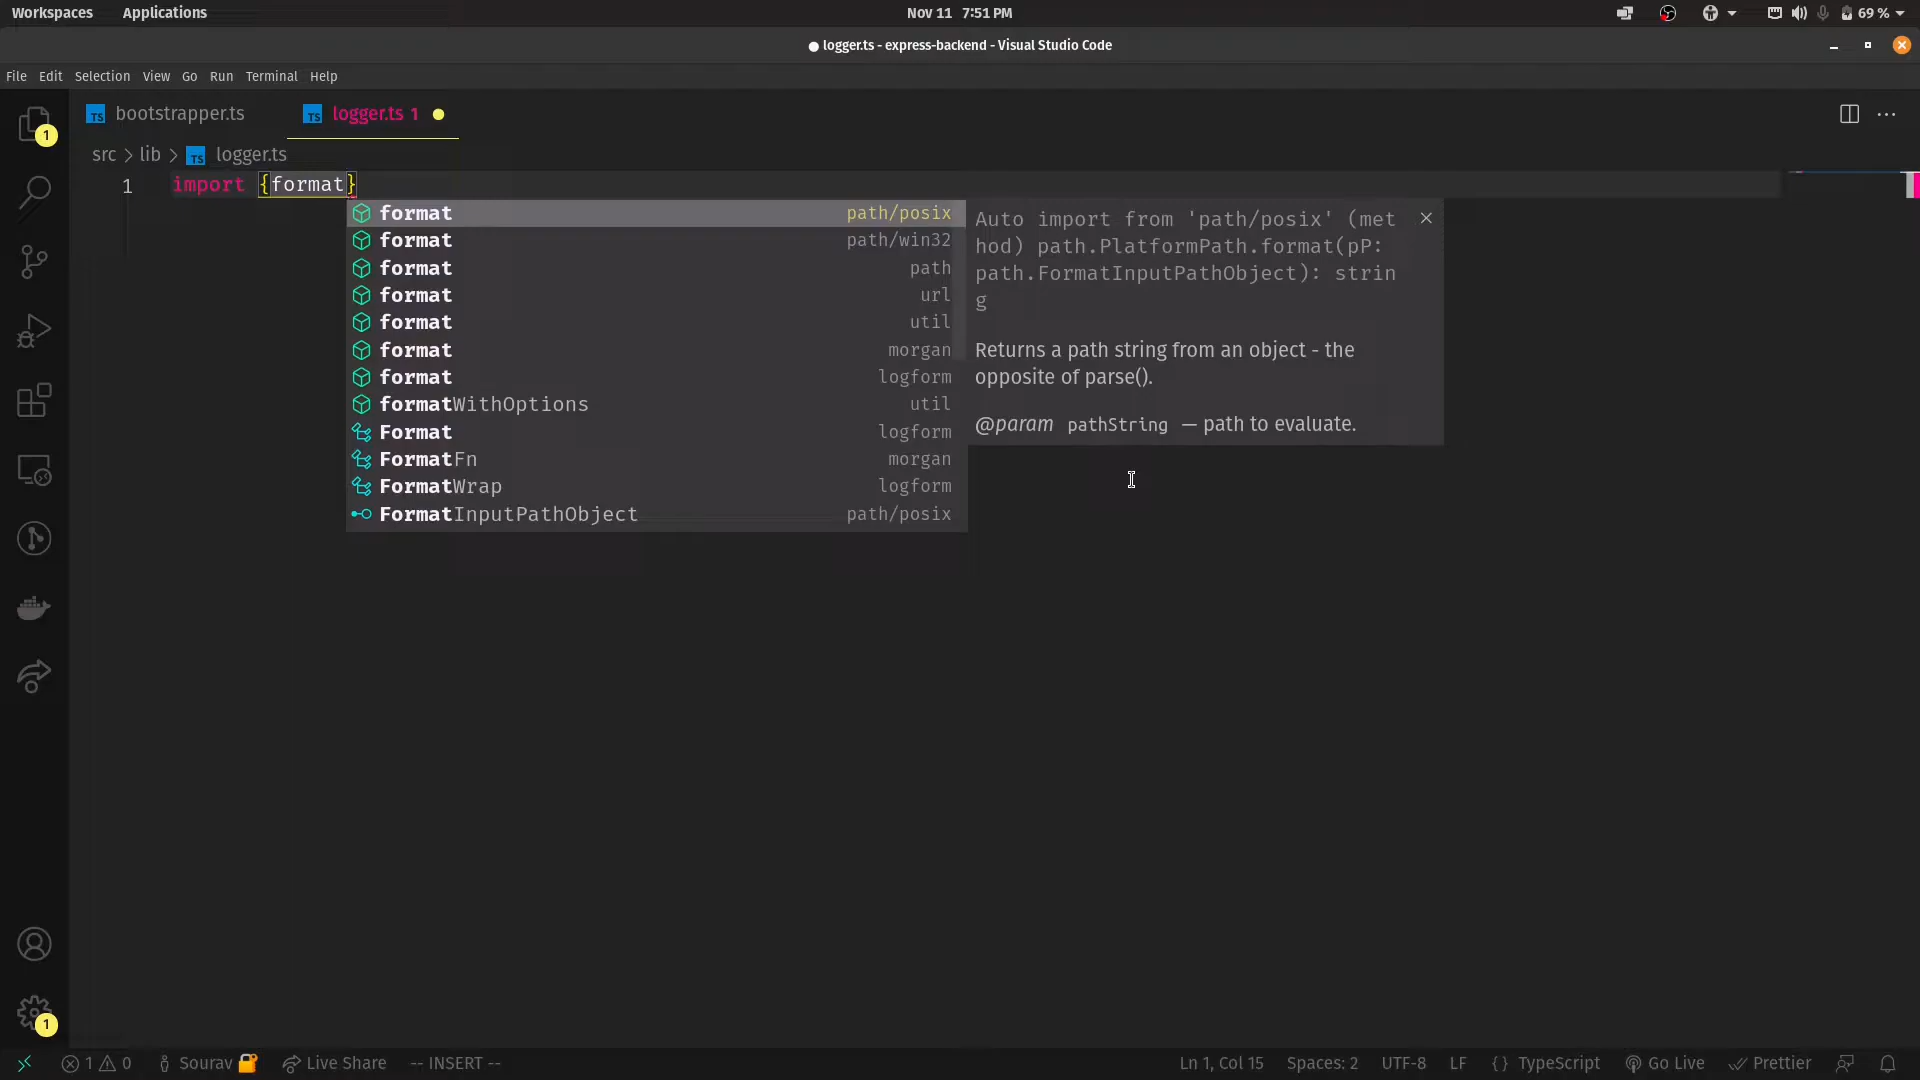 Workspaces Applications Nov 11 7:51 PM 69 %
● logger.ts - express-backend - Visual Studio Code
File Edit Selection View Go Run Terminal Help
TS bootstrapper.ts TS logger.ts 1
1
src > lib > TS logger.ts
1 import {format}
format path/posix
format path/win32
format path
format url
format util
format morgan
format logform
formatWithOptions util
Format logform
FormatFn morgan
FormatWrap logform
FormatInputPathObject path/posix
Auto import from 'path/posix' (met
hod) path.PlatformPath.format(pP:
path.FormatInputPathObject): strin
g
Returns a path string from an object - the
opposite of parse().
@param pathString — path to evaluate.
1
1 0 Sourav Live Share -- INSERT -- Ln 1, Col 15 Spaces: 2 UTF-8 LF {} TypeScript Go Live Prettier